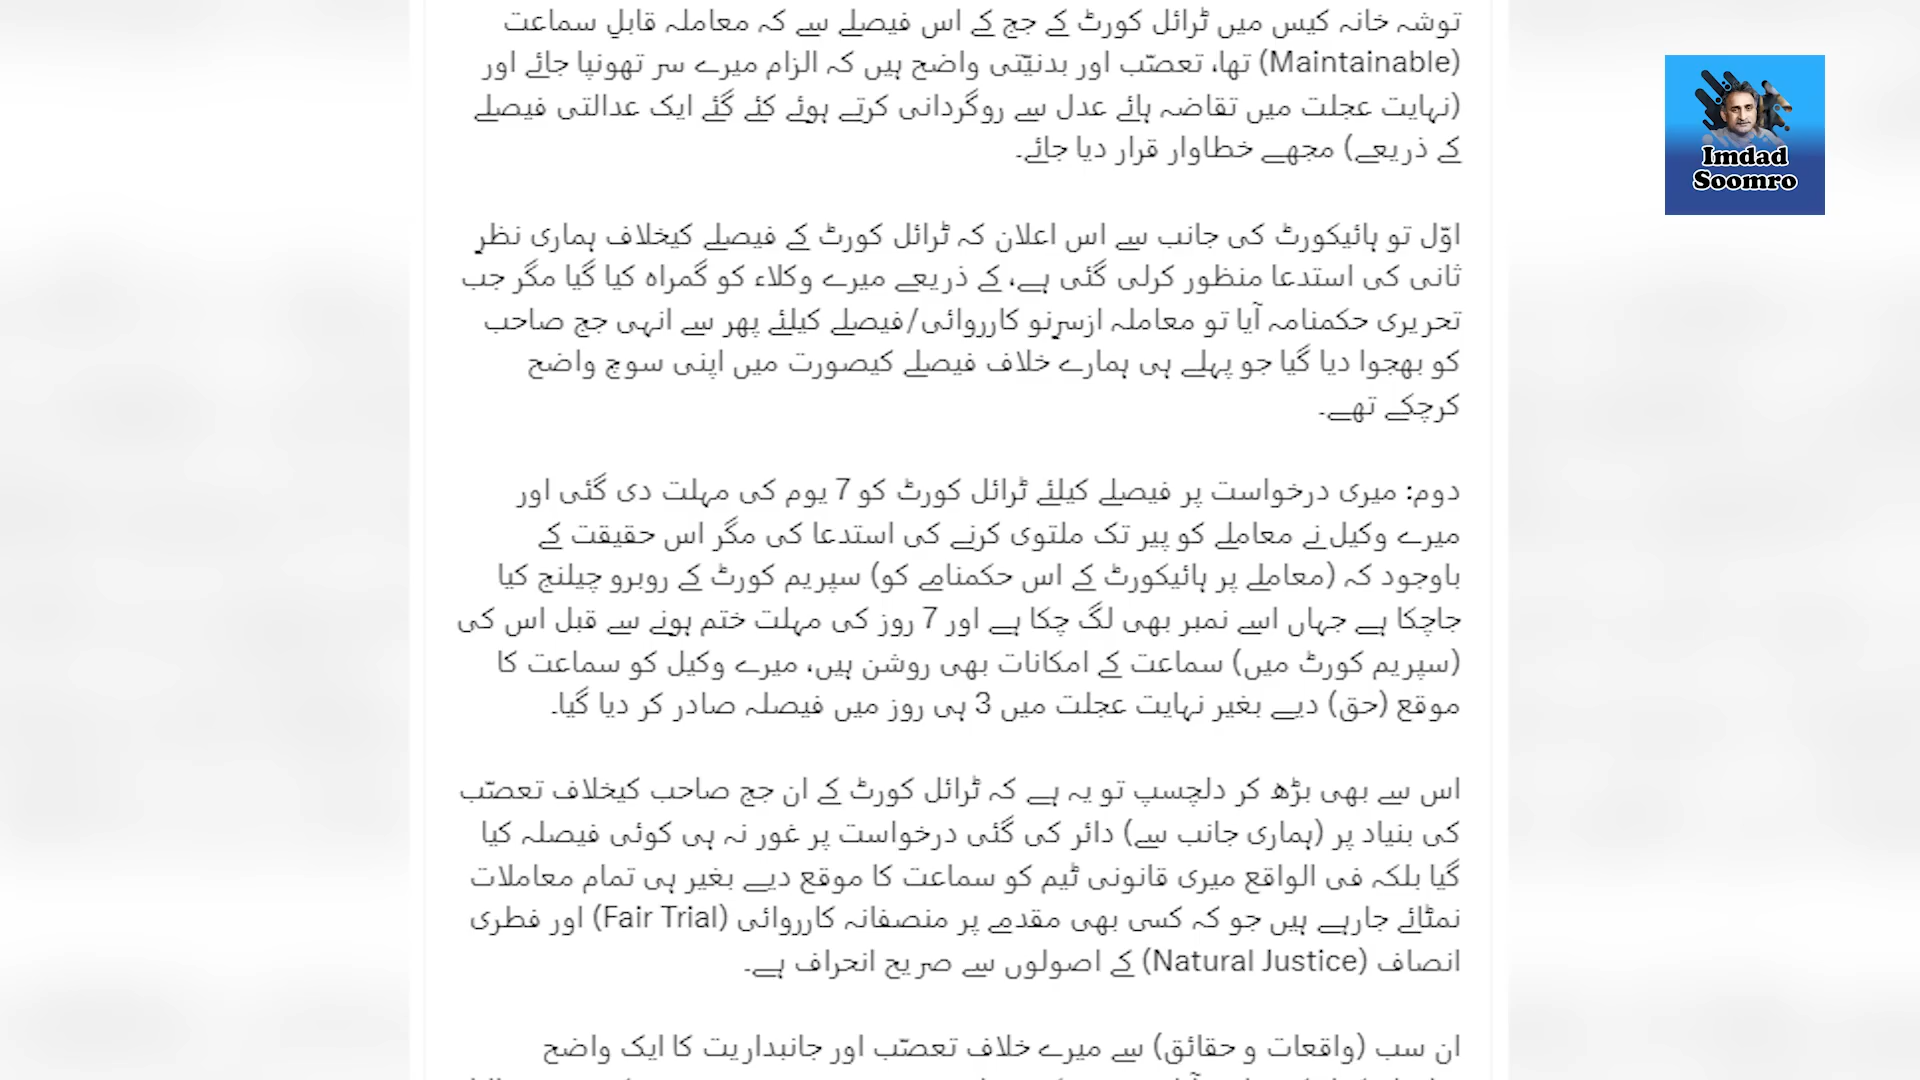 توشہ خانہ کیس میں ٹرائل کورٹ کے جج کے اس فیصلے سے کہ معاملہ قابلِ سماعت
(Maintainable) تھا، تعصّب اور بدنیّتی واضح ہیں کہ الزام میرے سر تھونپا جائے اور
(نہایت عجلت میں تقاضہ ہائے عدل سے روگردانی کرتے ہوئے کئے گئے ایک عدالتی فیصلے
کے ذریعے) مجھے خطاوار قرار دیا جائے۔
اوّل تو ہائیکورٹ کی جانب سے اس اعلان کہ ٹرائل کورٹ کے فیصلے کیخلاف ہماری نظرِ
ثانی کی استدعا منظور کرلی گئی ہے، کے ذریعے میرے وکلاء کو گمراہ کیا گیا مگر جب
تحریری حکمنامہ آیا تو معاملہ ازسرِنو کارروائی/فیصلے کیلئے پھر سے انہی جج صاحب
کو بھجوا دیا گیا جو پہلے ہی ہمارے خلاف فیصلے کیصورت میں اپنی سوچ واضح
کرچکے تھے۔
دوم: میری درخواست پر فیصلے کیلئے ٹرائل کورٹ کو 7 یوم کی مہلت دی گئی اور
میرے وکیل نے معاملے کو پیر تک ملتوی کرنے کی استدعا کی مگر اس حقیقت کے
باوجود کہ (معاملے پر ہائیکورٹ کے اس حکمنامے کو) سپریم کورٹ کے روبرو چیلنج کیا
جاچکا ہے جہاں اسے نمبر بھی لگ چکا ہے اور 7 روز کی مہلت ختم ہونے سے قبل اس کی
(سپریم کورٹ میں) سماعت کے امکانات بھی روشن ہیں، میرے وکیل کو سماعت کا
موقع (حق) دیے بغیر نہایت عجلت میں 3 ہی روز میں فیصلہ صادر کر دیا گیا۔
اس سے بھی بڑھ کر دلچسپ تو یہ ہے کہ ٹرائل کورٹ کے ان جج صاحب کیخلاف تعصّب
کی بنیاد پر (ہماری جانب سے) دائر کی گئی درخواست پر غور نہ ہی کوئی فیصلہ کیا
گیا بلکہ فی الواقع میری قانونی ٹیم کو سماعت کا موقع دیے بغیر ہی تمام معاملات
نمٹائے جارہے ہیں جو کہ کسی بھی مقدمے پر منصفانہ کارروائی (Fair Trial) اور فطری
انصاف (Natural Justice) کے اصولوں سے صریح انحراف ہے۔
ان سب (واقعات و حقائق) سے میرے خلاف تعصّب اور جانبداریت کا ایک واضح
Imdad
Soomro